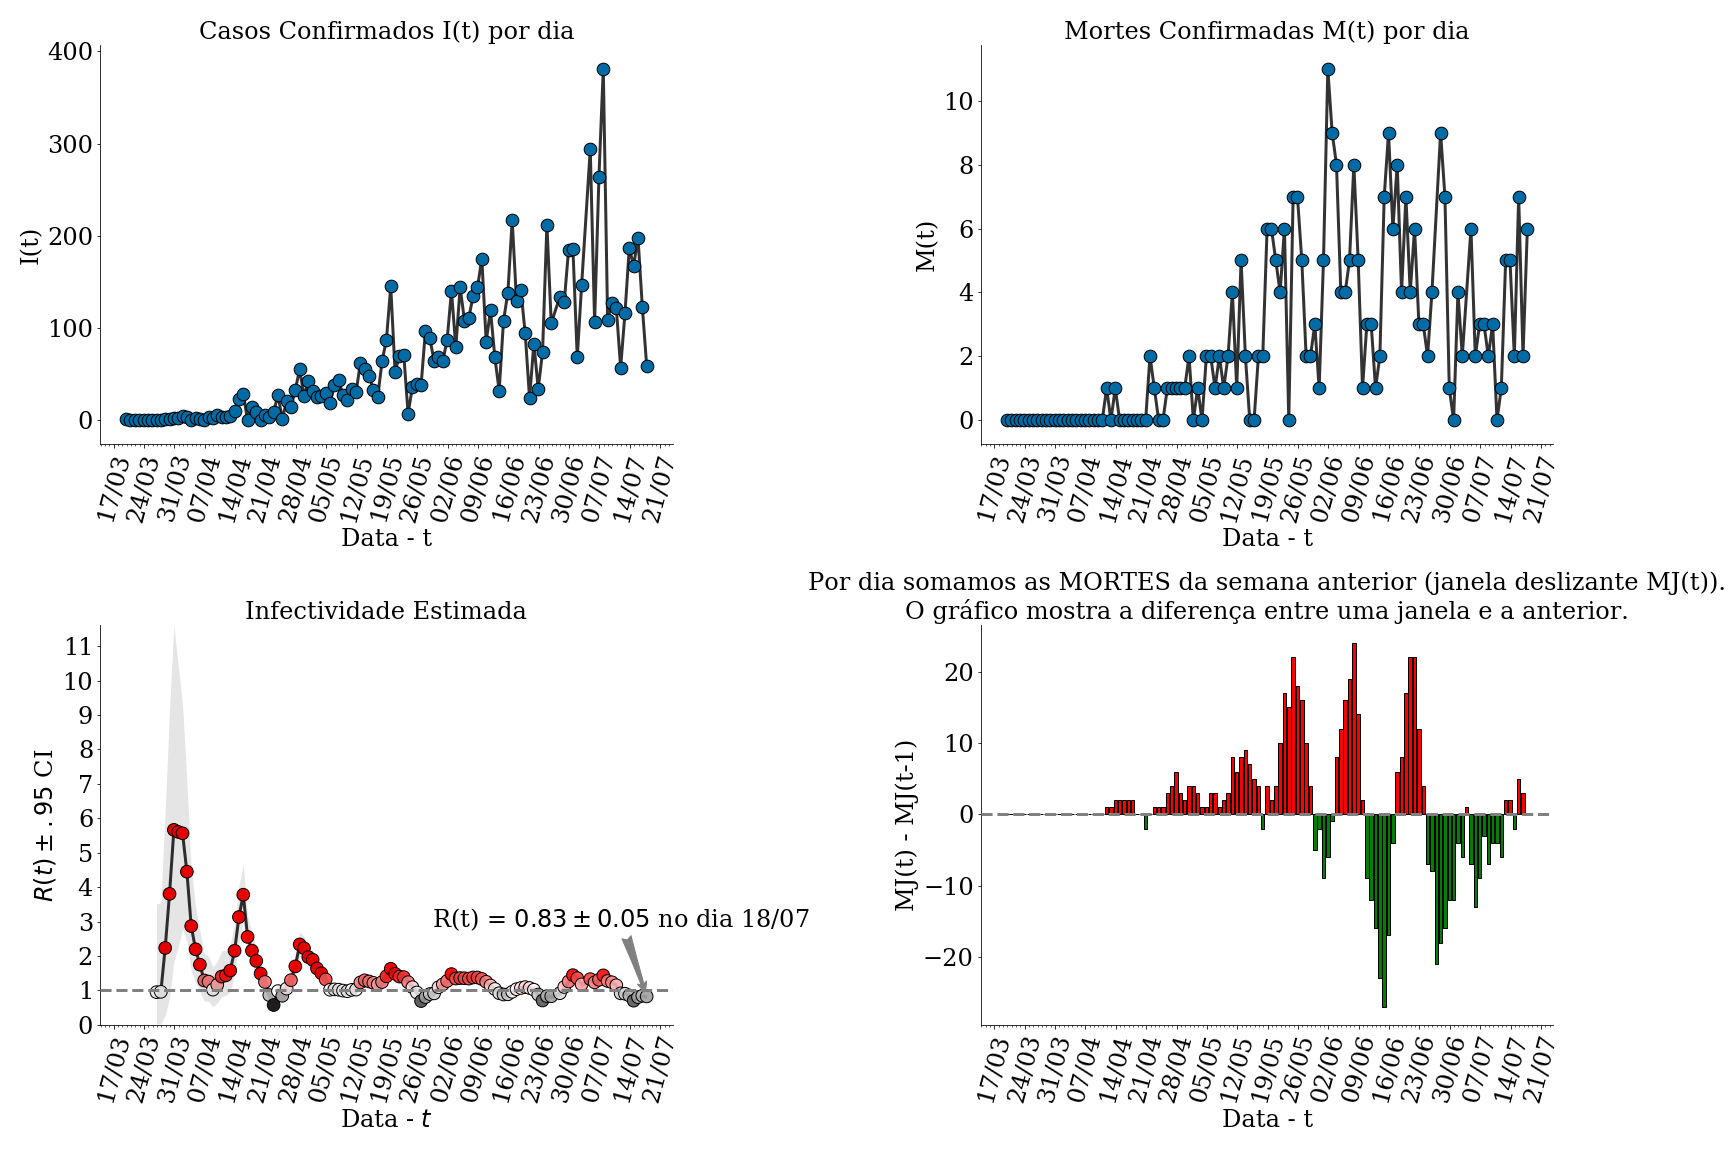 Casos Confirmados I(t) por dia
I(t)
400
300
200
100
0
17/03 24/03 31/03 07/04 14/04 21/04 28/04 05/05 12/05 19/05 26/05 02/06 09/06 16/06 23/06 30/06 07/07 14/07 21/07
Data - t
Mortes Confirmadas M(t) por dia
M(t)
10
8
6
4
2
0
17/03 24/03 31/03 07/04 14/04 21/04 28/04 05/05 12/05 19/05 26/05 02/06 09/06 16/06 23/06 30/06 07/07 14/07 21/07
Data - t
Infectividade Estimada
R(t) ± .95 CI
11
10
9
8
7
6
5
4
3
2
1
0
R(t) = 0.83 ± 0.05 no dia 18/07
17/03 24/03 31/03 07/04 14/04 21/04 28/04 05/05 12/05 19/05 26/05 02/06 09/06 16/06 23/06 30/06 07/07 14/07 21/07
Data - t
Por dia somamos as MORTES da semana anterior (janela deslizante MJ(t)).
O gráfico mostra a diferença entre uma janela e a anterior.
MJ(t) - MJ(t-1)
20
10
0
−10
−20
17/03 24/03 31/03 07/04 14/04 21/04 28/04 05/05 12/05 19/05 26/05 02/06 09/06 16/06 23/06 30/06 07/07 14/07 21/07
Data - t